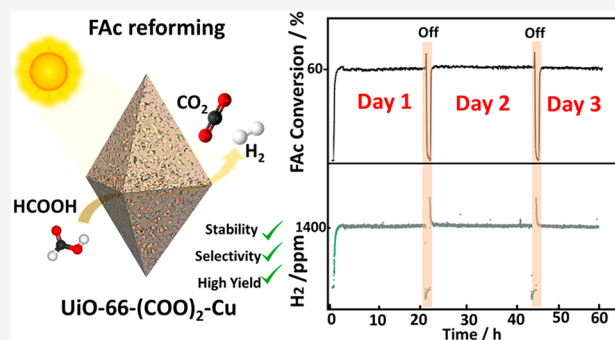 FAc reforming
CO2
H2
HCOOH
Stability
Selectivity
High Yield
UiO-66-(COO)2-Cu
Off
Off
FAc Conversion / %
60
Day 1
Day 2
Day 3
H2 /ppm
1400
0
10
20
30
40
50
60
Time / h